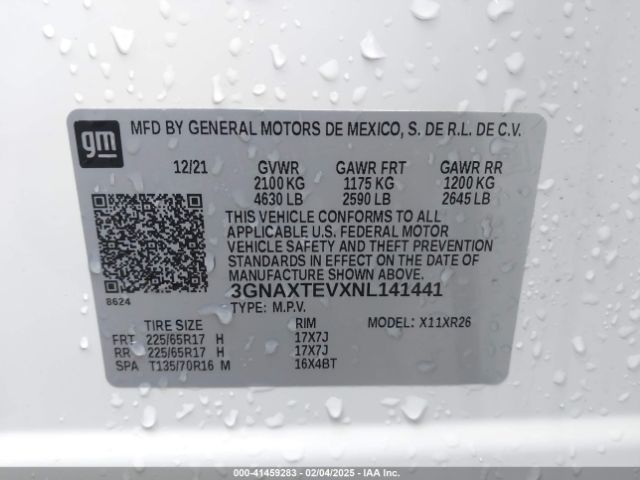 gm
MFD BY GENERAL MOTORS DE MEXICO, S. DE R.L. DE C.V.
12/21 GVWR GAWR FRT GAWR RR
2100 KG 1175 KG 1200 KG
4630 LB 2590 LB 2645 LB
THIS VEHICLE CONFORMS TO ALL
APPLICABLE U.S. FEDERAL MOTOR
VEHICLE SAFETY AND THEFT PREVENTION
STANDARDS IN EFFECT ON THE DATE OF
MANUFACTURE SHOWN ABOVE.
8624
3GNAXTEVXNL141441
TYPE: M.P.V.
TIRE SIZE RIM MODEL: X11XR26
FRT 225/65R17 H 17X7J
RR 225/65R17 H 17X7J
SPA T135/70R16 M 16X4BT
000-41459283 - 02/04/2025 - IAA Inc.